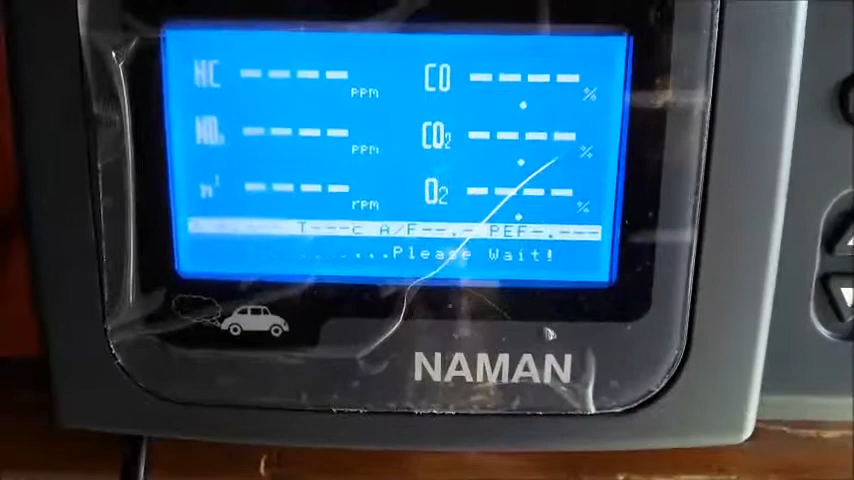 HC ---- PPM CO --.-- %
NOx ---- PPM CO2 --.-- %
n ---- rPM O2 --.-- %
T---c A/F--.- PEF-.---
....Please Wait!
NAMAN